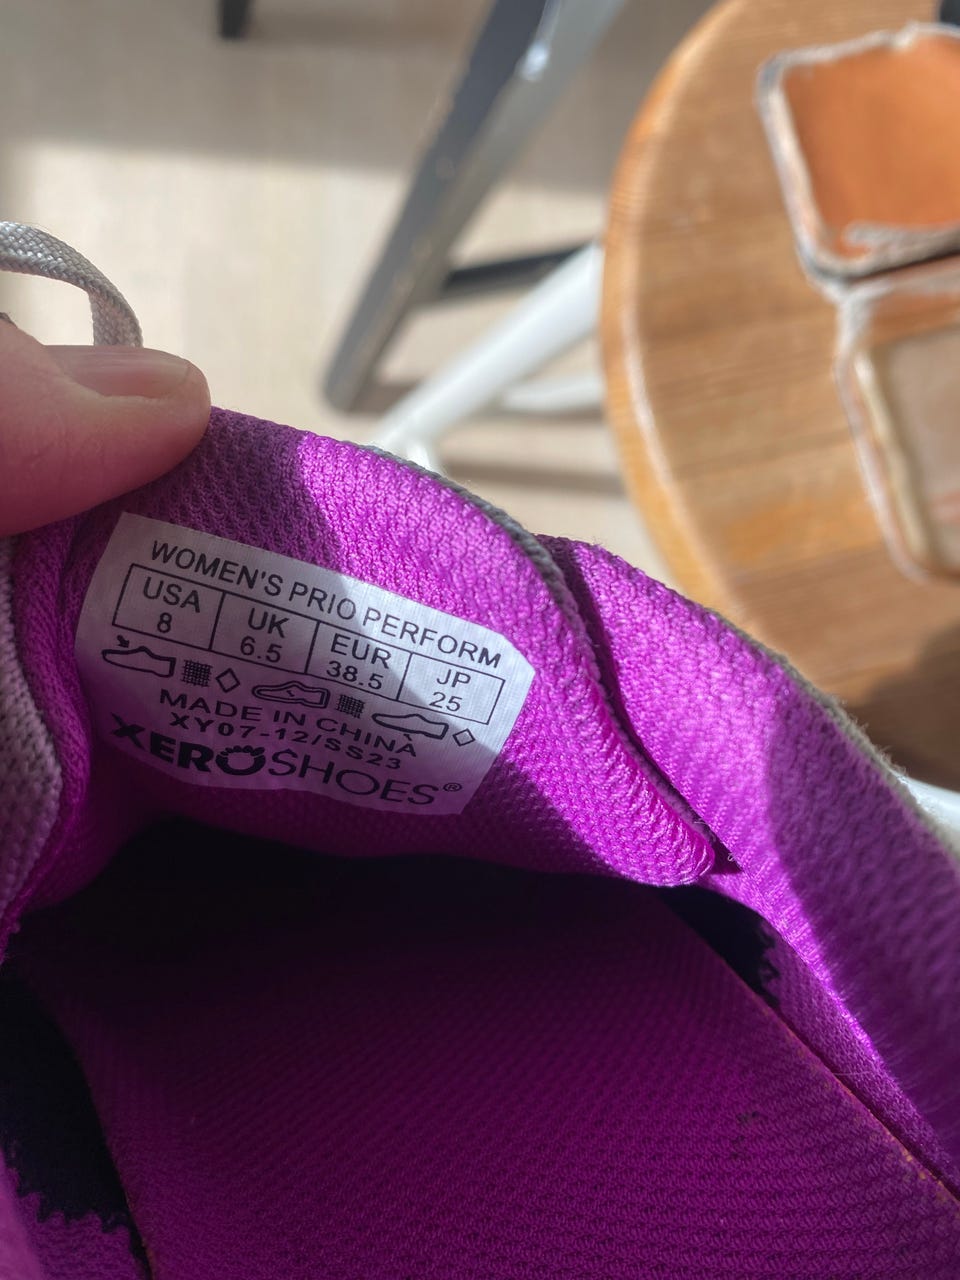 WOMEN'S PRIO PERFORM
USA UK EUR JP
8 6.5 38.5 25
MADE IN CHINA
XY07-12/SS23
XEROSHOES®